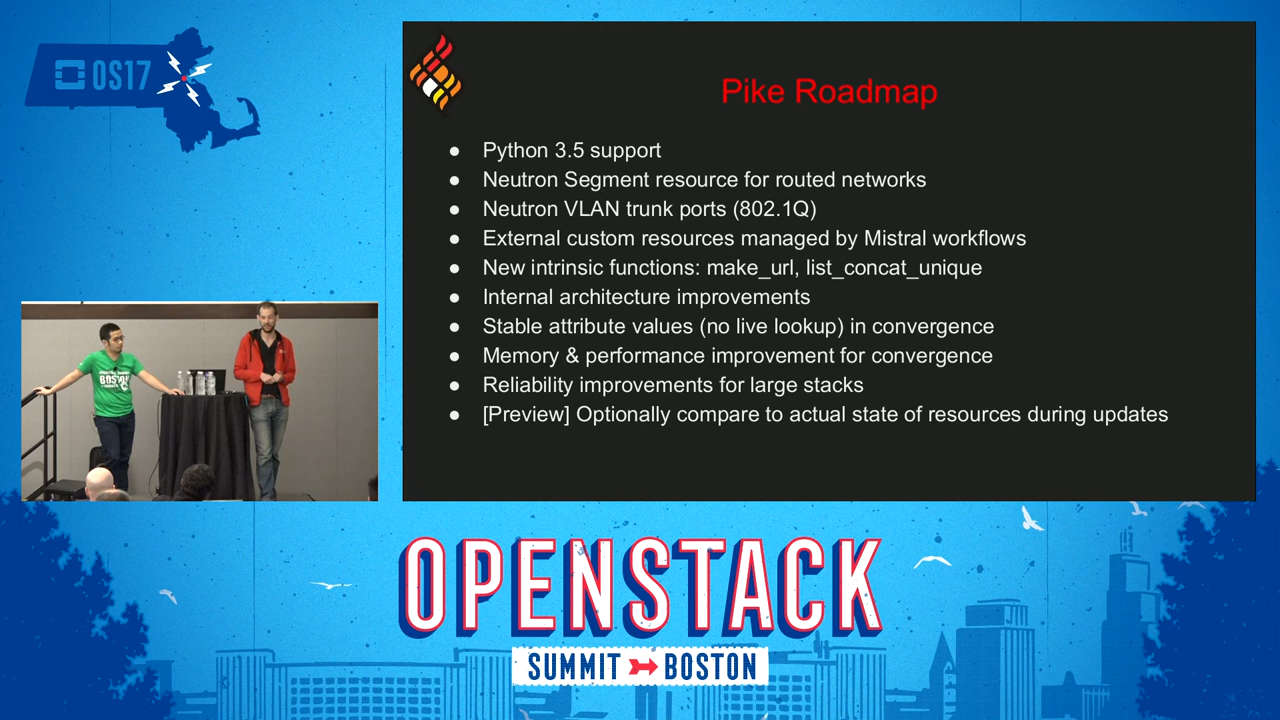 OS17
Pike Roadmap
● Python 3.5 support
● Neutron Segment resource for routed networks
● Neutron VLAN trunk ports (802.1Q)
● External custom resources managed by Mistral workflows
● New intrinsic functions: make_url, list_concat_unique
● Internal architecture improvements
● Stable attribute values (no live lookup) in convergence
● Memory & performance improvement for convergence
● Reliability improvements for large stacks
● [Preview] Optionally compare to actual state of resources during updates
BOSTON
OPENSTACK
SUMMIT BOSTON